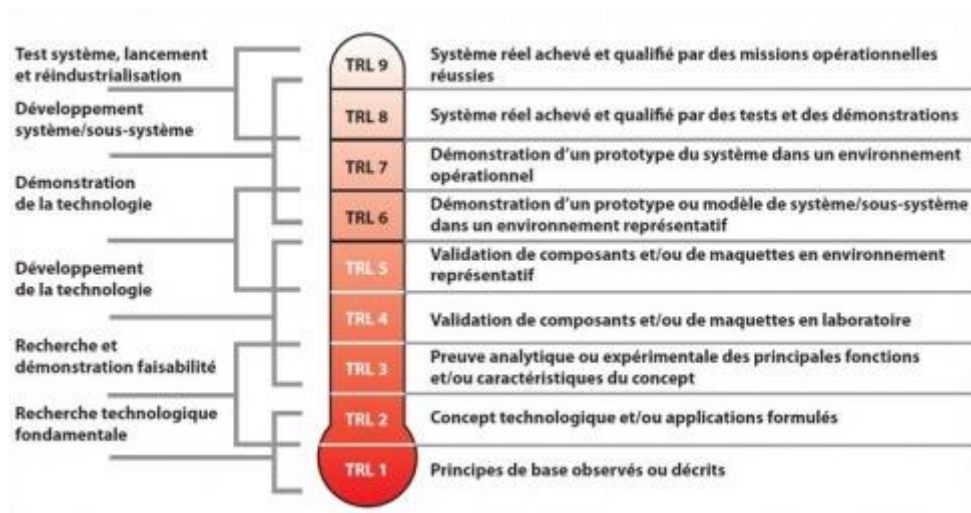 Test système, lancement
et réindustrialisation
Développement
système/sous-système
Démonstration
de la technologie
Développement
de la technologie
Recherche et
démonstration faisabilité
Recherche technologique
fondamentale
TRL 9
TRL 8
TRL 7
TRL 6
TRL 5
TRL 4
TRL 3
TRL 2
TRL 1
Système réel achevé et qualifié par des missions opérationnelles
réussies
Système réel achevé et qualifié par des tests et des démonstrations
Démonstration d'un prototype du système dans un environnement
opérationnel
Démonstration d'un prototype ou modèle de système/sous-système
dans un environnement représentatif
Validation de composants et/ou de maquettes en environnement
représentatif
Validation de composants et/ou de maquettes en laboratoire
Preuve analytique ou expérimentale des principales fonctions
et/ou caractéristiques du concept
Concept technologique et/ou applications formulés
Principes de base observés ou décrits